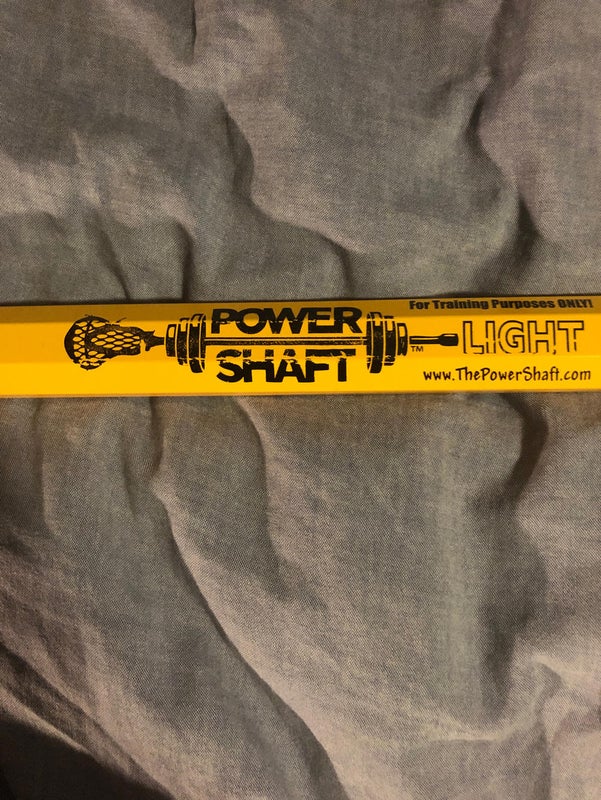 For Training Purposes ONLY!
POWER
SHAFT
™
LIGHT
www.ThePowerShaft.com